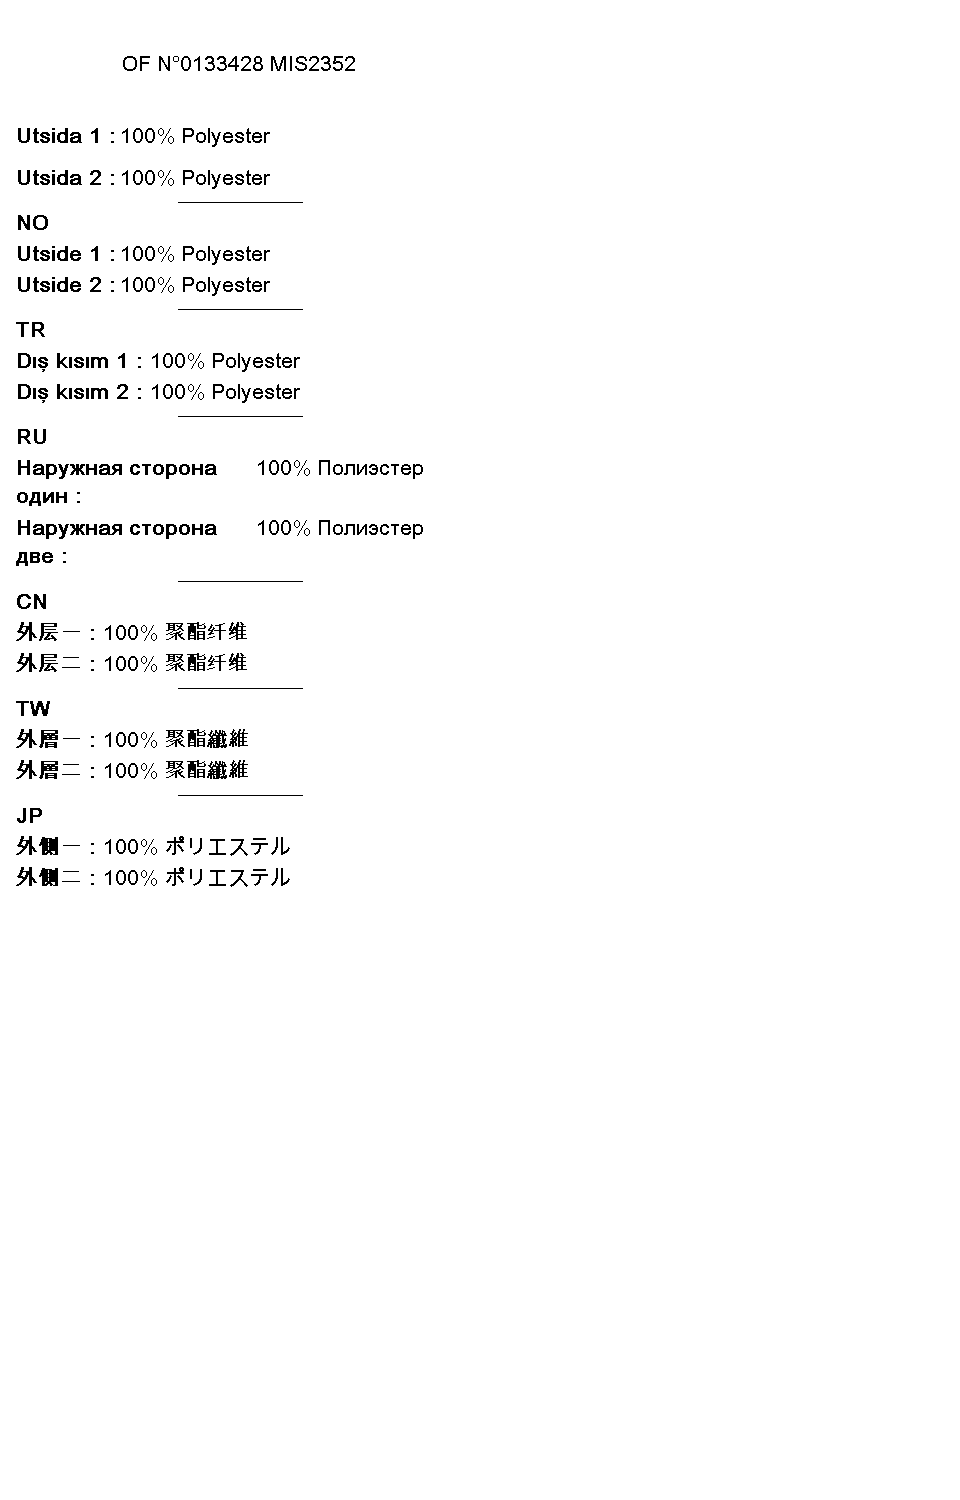 OF N°0133428 MIS2352
Utsida 1 : 100% Polyester
Utsida 2 : 100% Polyester
NO
Utside 1 : 100% Polyester
Utside 2 : 100% Polyester
TR
Dış kısım 1 : 100% Polyester
Dış kısım 2 : 100% Polyester
RU
Наружная сторона 100% Полиэстер
один :
Наружная сторона 100% Полиэстер
две :
CN
外层一 : 100% 聚酯纤维
外层二 : 100% 聚酯纤维
TW
外層一 : 100% 聚酯纖維
外層二 : 100% 聚酯纖維
JP
外側一 : 100% ポリエステル
外側二 : 100% ポリエステル